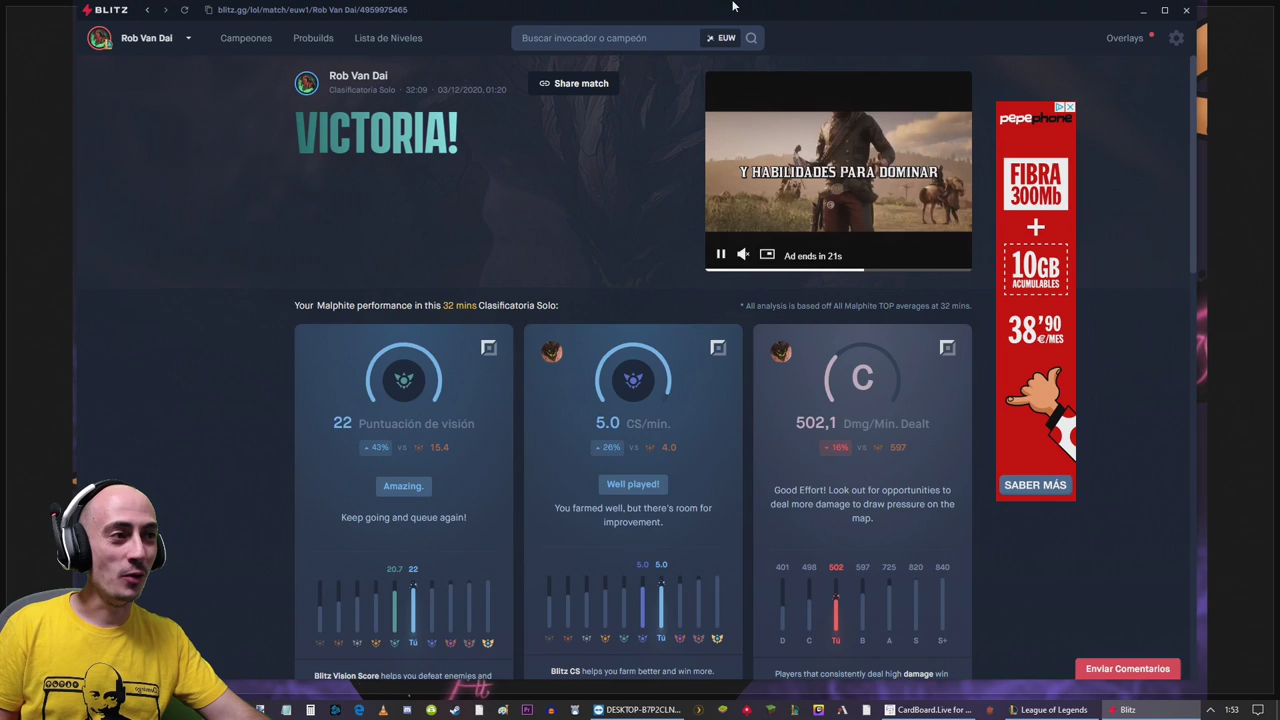 BLITZ
blitz.gg/lol/match/euw1/Rob Van Dai/4959975465
Rob Van Dai
Campeones
Probuilds
Lista de Niveles
Buscar invocador o campeón
EUW
Overlays
Rob Van Dai
Clasificatoria Solo · 32:09 · 03/12/2020, 01:20
Share match
VICTORIA!
Y HABILIDADES PARA DOMINAR
Ad ends in 21s
pepephone
FIBRA
300Mb
+
10GB
ACUMULABLES
38'90
€/MES
SABER MÁS
Your Malphite performance in this 32 mins Clasificatoria Solo:
* All analysis is based off All Malphite TOP averages at 32 mins.
22 Puntuación de visión
43% vs 15.4
Amazing.
Keep going and queue again!
20.7 22
Tú
Blitz Vision Score helps you defeat enemies and
5.0 CS/min.
26% vs 4.0
Well played!
You farmed well, but there's room for
improvement.
5.0 5.0
Tú
Blitz CS helps you farm better and win more.
C
502,1 Dmg/Min. Dealt
16% vs 597
Good Effort! Look out for opportunities to
deal more damage to draw pressure on the
map.
401 498 502 597 725 820 840
D C Tú B A S S+
Players that consistently deal high damage win
Enviar Comentarios
DESKTOP-B7P2CLN...
CardBoard.Live for ...
League of Legends
Blitz
1:53